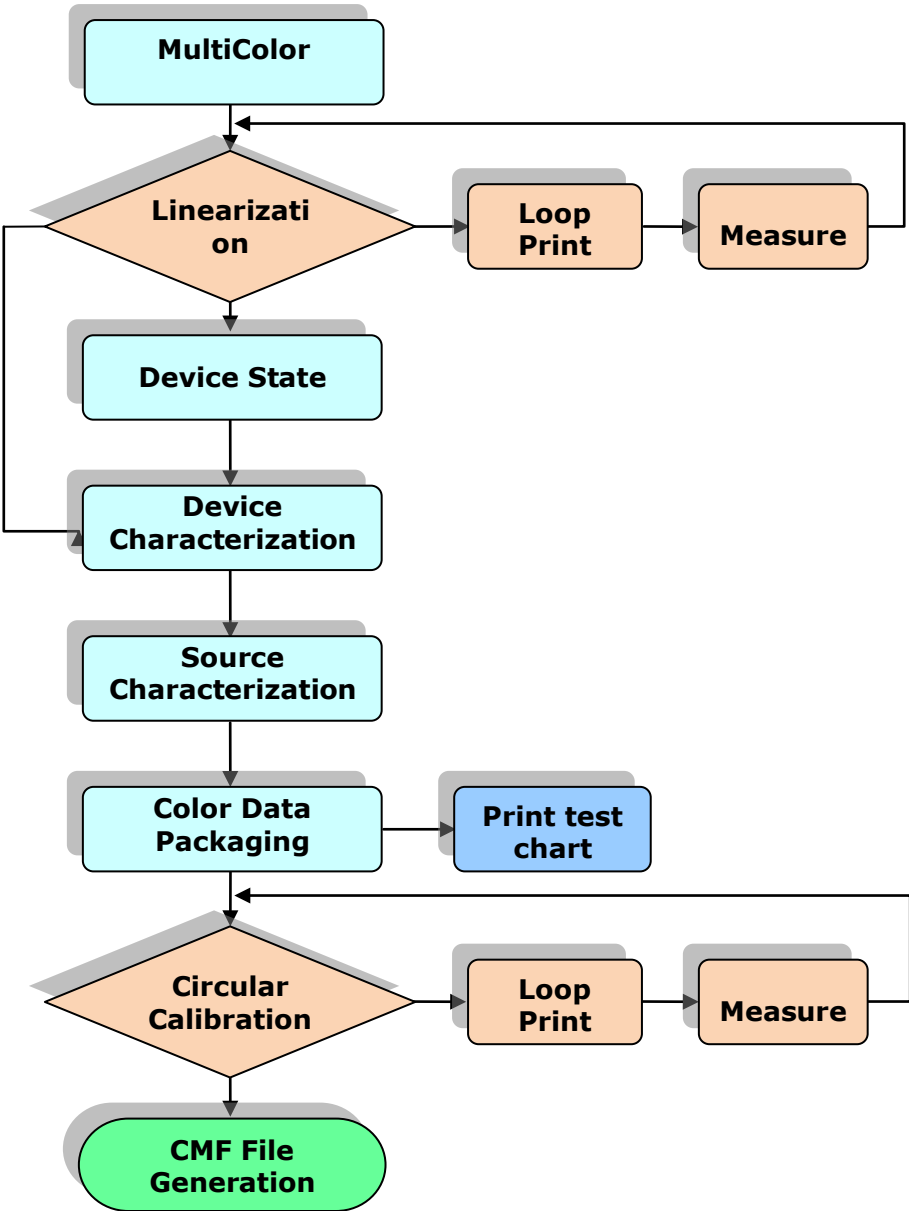 MultiColor
Linearizati
on
Loop
Print
Measure
Device State
Device
Characterization
Source
Characterization
Color Data
Packaging
Print test
chart
Circular
Calibration
Loop
Print
Measure
CMF File
Generation